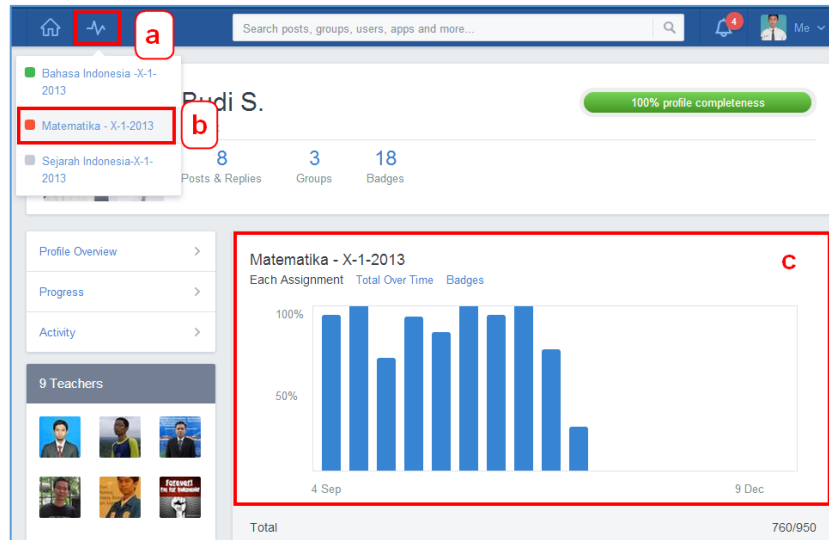 a
Search posts, groups, users, apps and more...
4
Me
Bahasa Indonesia -X-1-
2013
Matematika - X-1-2013
b
Sejarah Indonesia-X-1-
2013
udi S.
100% profile completeness
8
Posts & Replies
3
Groups
18
Badges
Profile Overview
Progress
Activity
9 Teachers
Matematika - X-1-2013
c
Each Assignment Total Over Time Badges
100%
50%
4 Sep
9 Dec
Total
760/950